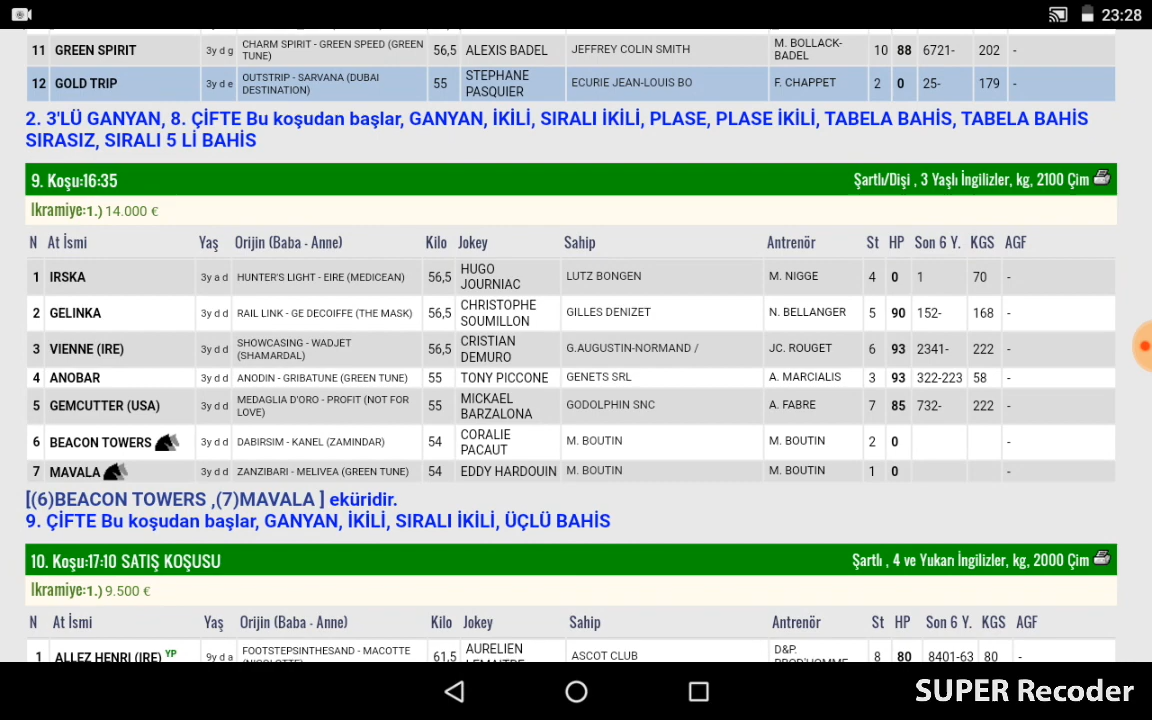 23:28
11 GREEN SPIRIT 3y d g CHARM SPIRIT - GREEN SPEED (GREEN TUNE) 56,5 ALEXIS BADEL JEFFREY COLIN SMITH M. BOLLACK-BADEL 10 88 6721- 202 -
12 GOLD TRIP 3y d e OUTSTRIP - SARVANA (DUBAI DESTINATION) 55 STEPHANE PASQUIER ECURIE JEAN-LOUIS BO F. CHAPPET 2 0 25- 179 -
2. 3'LÜ GANYAN, 8. ÇİFTE Bu koşudan başlar, GANYAN, İKİLİ, SIRALI İKİLİ, PLASE, PLASE İKİLİ, TABELA BAHİS, TABELA BAHİS
SIRASIZ, SIRALI 5 Lİ BAHİS
9. Koşu:16:35 Şartlı/Dişi , 3 Yaşlı İngilizler, kg, 2100 Çim
Ikramiye:1.) 14.000 €
N At İsmi Yaş Orijin (Baba - Anne) Kilo Jokey Sahip Antrenör St HP Son 6 Y. KGS AGF
1 IRSKA 3y a d HUNTER'S LIGHT - EIRE (MEDICEAN) 56,5 HUGO JOURNIAC LUTZ BONGEN M. NIGGE 4 0 1 70 -
2 GELINKA 3y d d RAIL LINK - GE DECOIFFE (THE MASK) 56,5 CHRISTOPHE SOUMILLON GILLES DENIZET N. BELLANGER 5 90 152- 168 -
3 VIENNE (IRE) 3y d d SHOWCASING - WADJET (SHAMARDAL) 56,5 CRISTIAN DEMURO G.AUGUSTIN-NORMAND / JC. ROUGET 6 93 2341- 222 -
4 ANOBAR 3y d d ANODIN - GRIBATUNE (GREEN TUNE) 55 TONY PICCONE GENETS SRL A. MARCIALIS 3 93 322-223 58 -
5 GEMCUTTER (USA) 3y d d MEDAGLIA D'ORO - PROFIT (NOT FOR LOVE) 55 MICKAEL BARZALONA GODOLPHIN SNC A. FABRE 7 85 732- 222 -
6 BEACON TOWERS 3y d d DABIRSIM - KANEL (ZAMINDAR) 54 CORALIE PACAUT M. BOUTIN M. BOUTIN 2 0 -
7 MAVALA 3y d d ZANZIBARI - MELIVEA (GREEN TUNE) 54 EDDY HARDOUIN M. BOUTIN M. BOUTIN 1 0 -
[(6)BEACON TOWERS ,(7)MAVALA ] eküridir.
9. ÇİFTE Bu koşudan başlar, GANYAN, İKİLİ, SIRALI İKİLİ, ÜÇLÜ BAHİS
10. Koşu:17:10 SATIŞ KOŞUSU Şartlı , 4 ve Yukarı İngilizler, kg, 2000 Çim
Ikramiye:1.) 9.500 €
N At İsmi Yaş Orijin (Baba - Anne) Kilo Jokey Sahip Antrenör St HP Son 6 Y. KGS AGF
1 ALLEZ HENRI (IRE) YP 9y d a FOOTSTEPSINTHESAND - MACOTTE 61,5 AURELIEN ASCOT CLUB D&P. 8 80 8401-63 80 -
SUPER Recoder